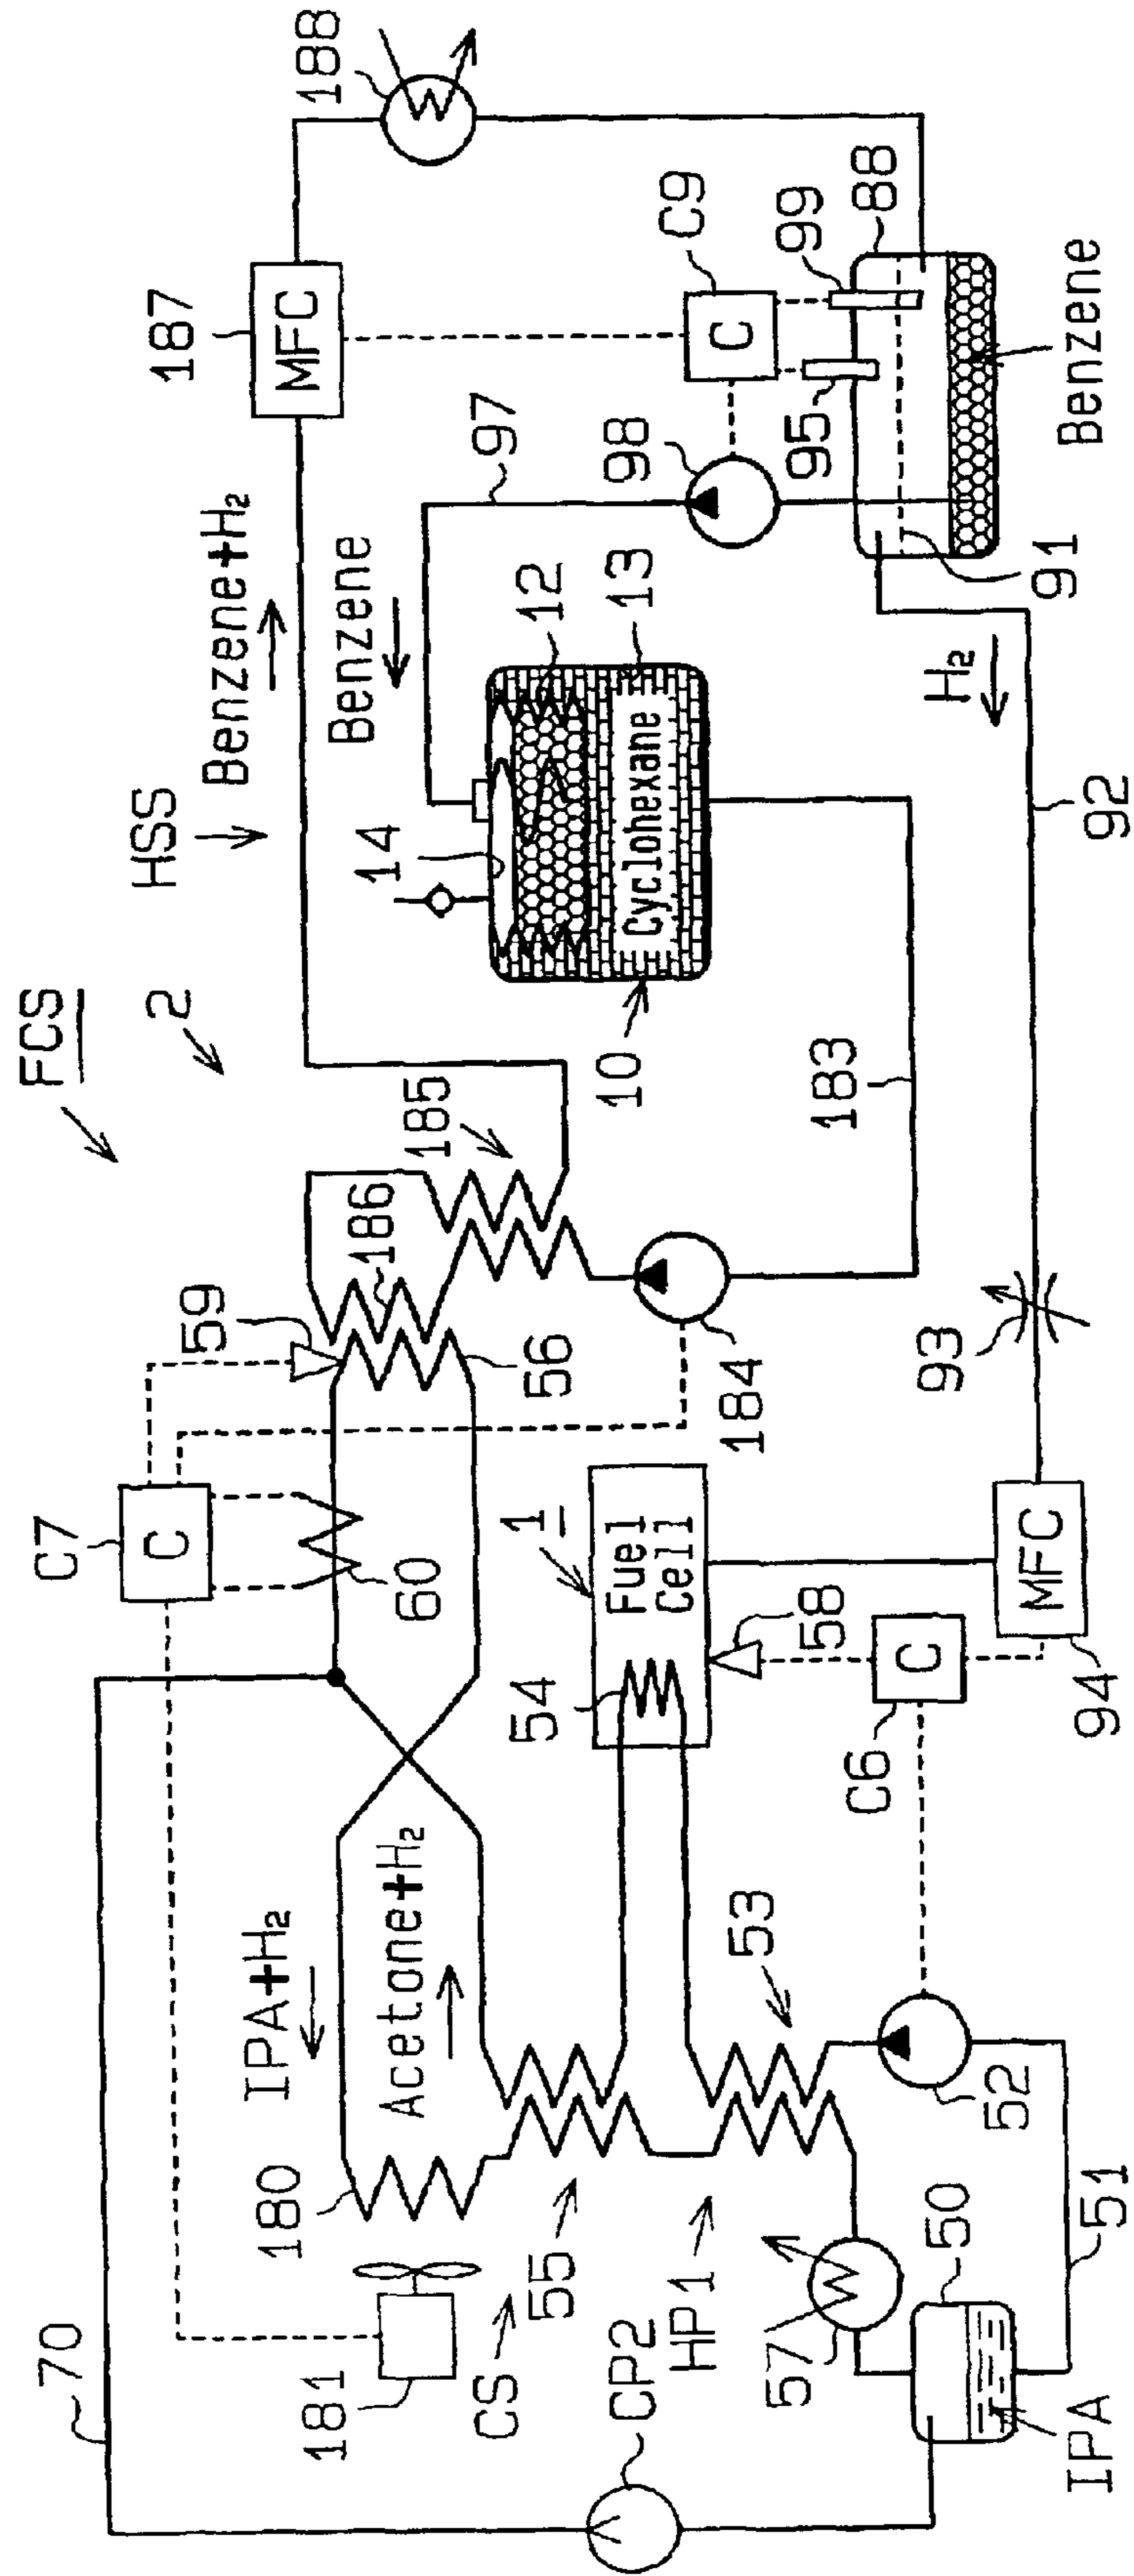 FCS
2
HSS
Benzene+H₂
187
MFC
188
Benzene
97
98
C9
C
95
99
88
Benzene
91
H₂
92
93
94
MFC
14
12
13
Cyclohexane
10
183
184
185
186
59
56
C7
C
60
1
Fuel
Cell
54
58
C6
C
IPA+H₂
Acetone+H₂
180
181
CS
55
HP1
53
52
51
50
57
IPA
CP2
70